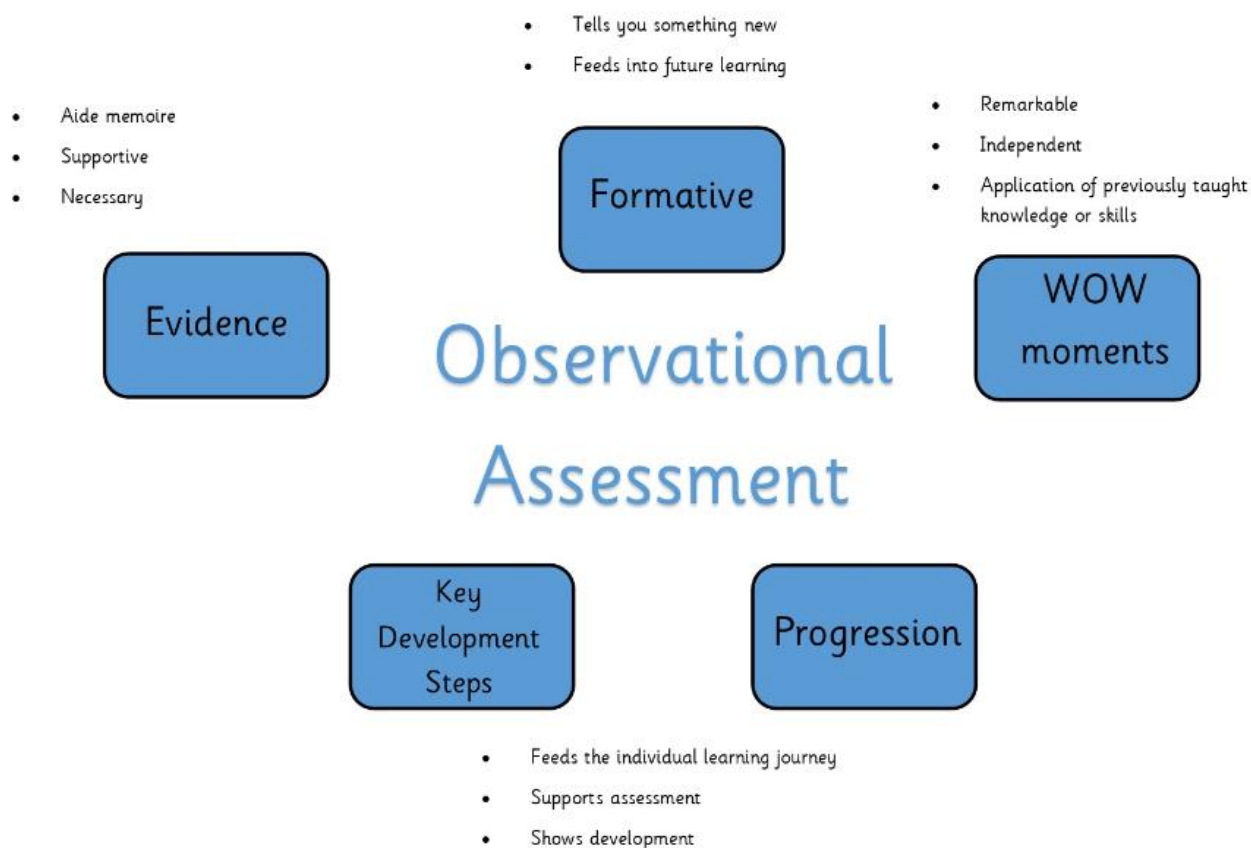 Tells you something new
Feeds into future learning
Formative
Aide memoire
Supportive
Necessary
Evidence
Remarkable
Independent
Application of previously taught
knowledge or skills
WOW
moments
Observational
Assessment
Key
Development
Steps
Progression
Feeds the individual learning journey
Supports assessment
Shows development